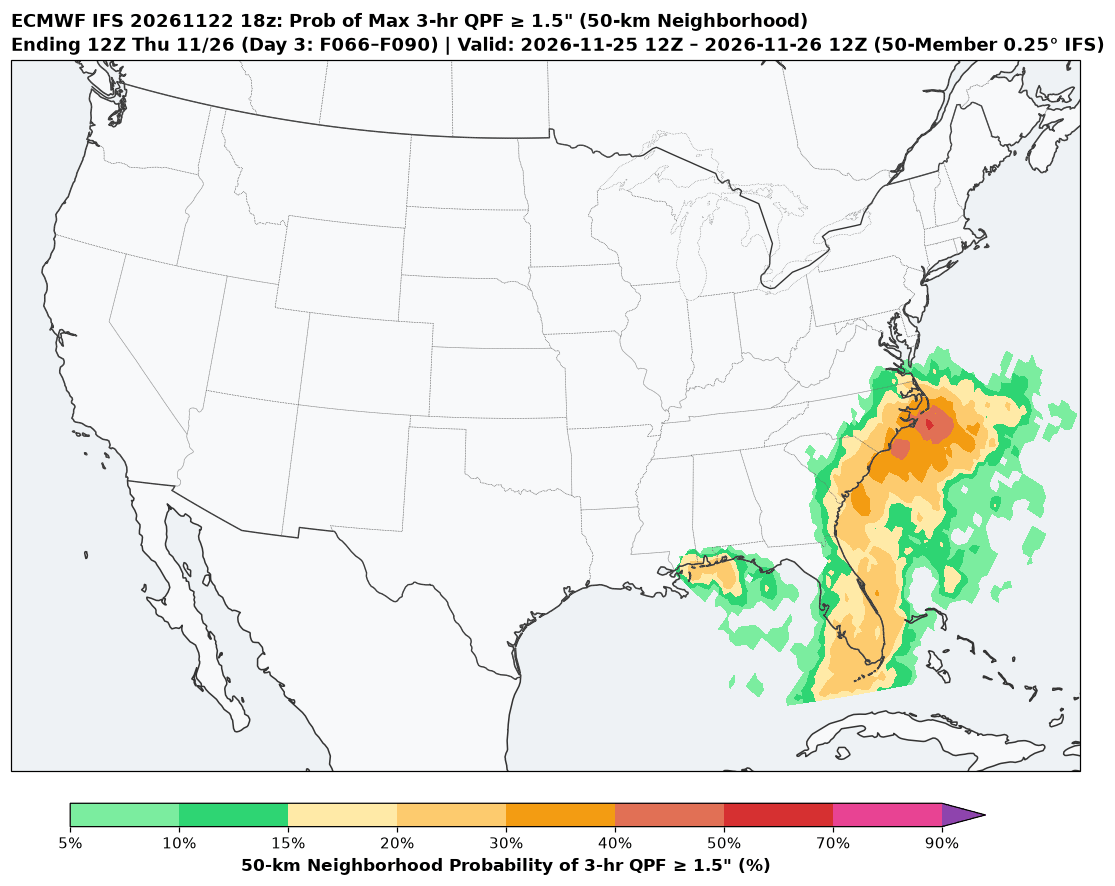 ECMWF IFS 20261122 18z: Prob of Max 3-hr QPF ≥ 1.5" (50-km Neighborhood)
Ending 12Z Thu 11/26 (Day 3: F066–F090) | Valid: 2026-11-25 12Z – 2026-11-26 12Z (50-Member 0.25° IFS)
5% 10% 15% 20% 30% 40% 50% 70% 90%
50-km Neighborhood Probability of 3-hr QPF ≥ 1.5" (%)